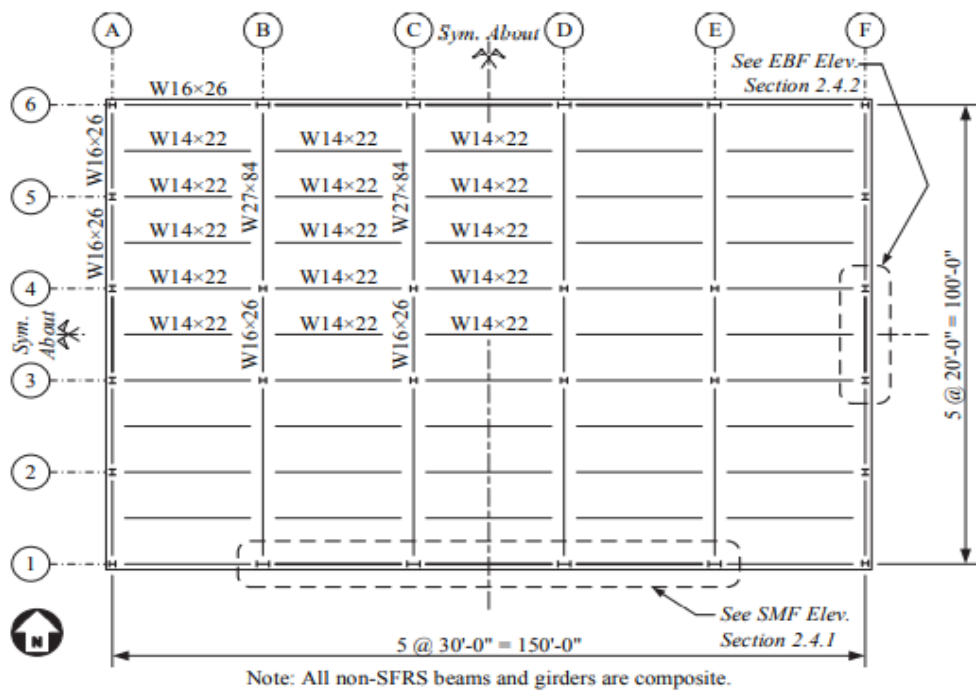 A B C Sym. About D E F
See EBF Elev.
Section 2.4.2
W16×26
6
W16×26
W14×22 W14×22 W14×22
W27×84 W27×84
5
W14×22 W14×22 W14×22
W16×26
W14×22 W14×22 W14×22
4
W14×22 W14×22 W14×22
Sym.
About
W14×22 W14×22 W14×22
W16×26 W16×26
5 @ 20'-0" = 100'-0"
3
2
1
See SMF Elev.
Section 2.4.1
N
5 @ 30'-0" = 150'-0"
Note: All non-SFRS beams and girders are composite.